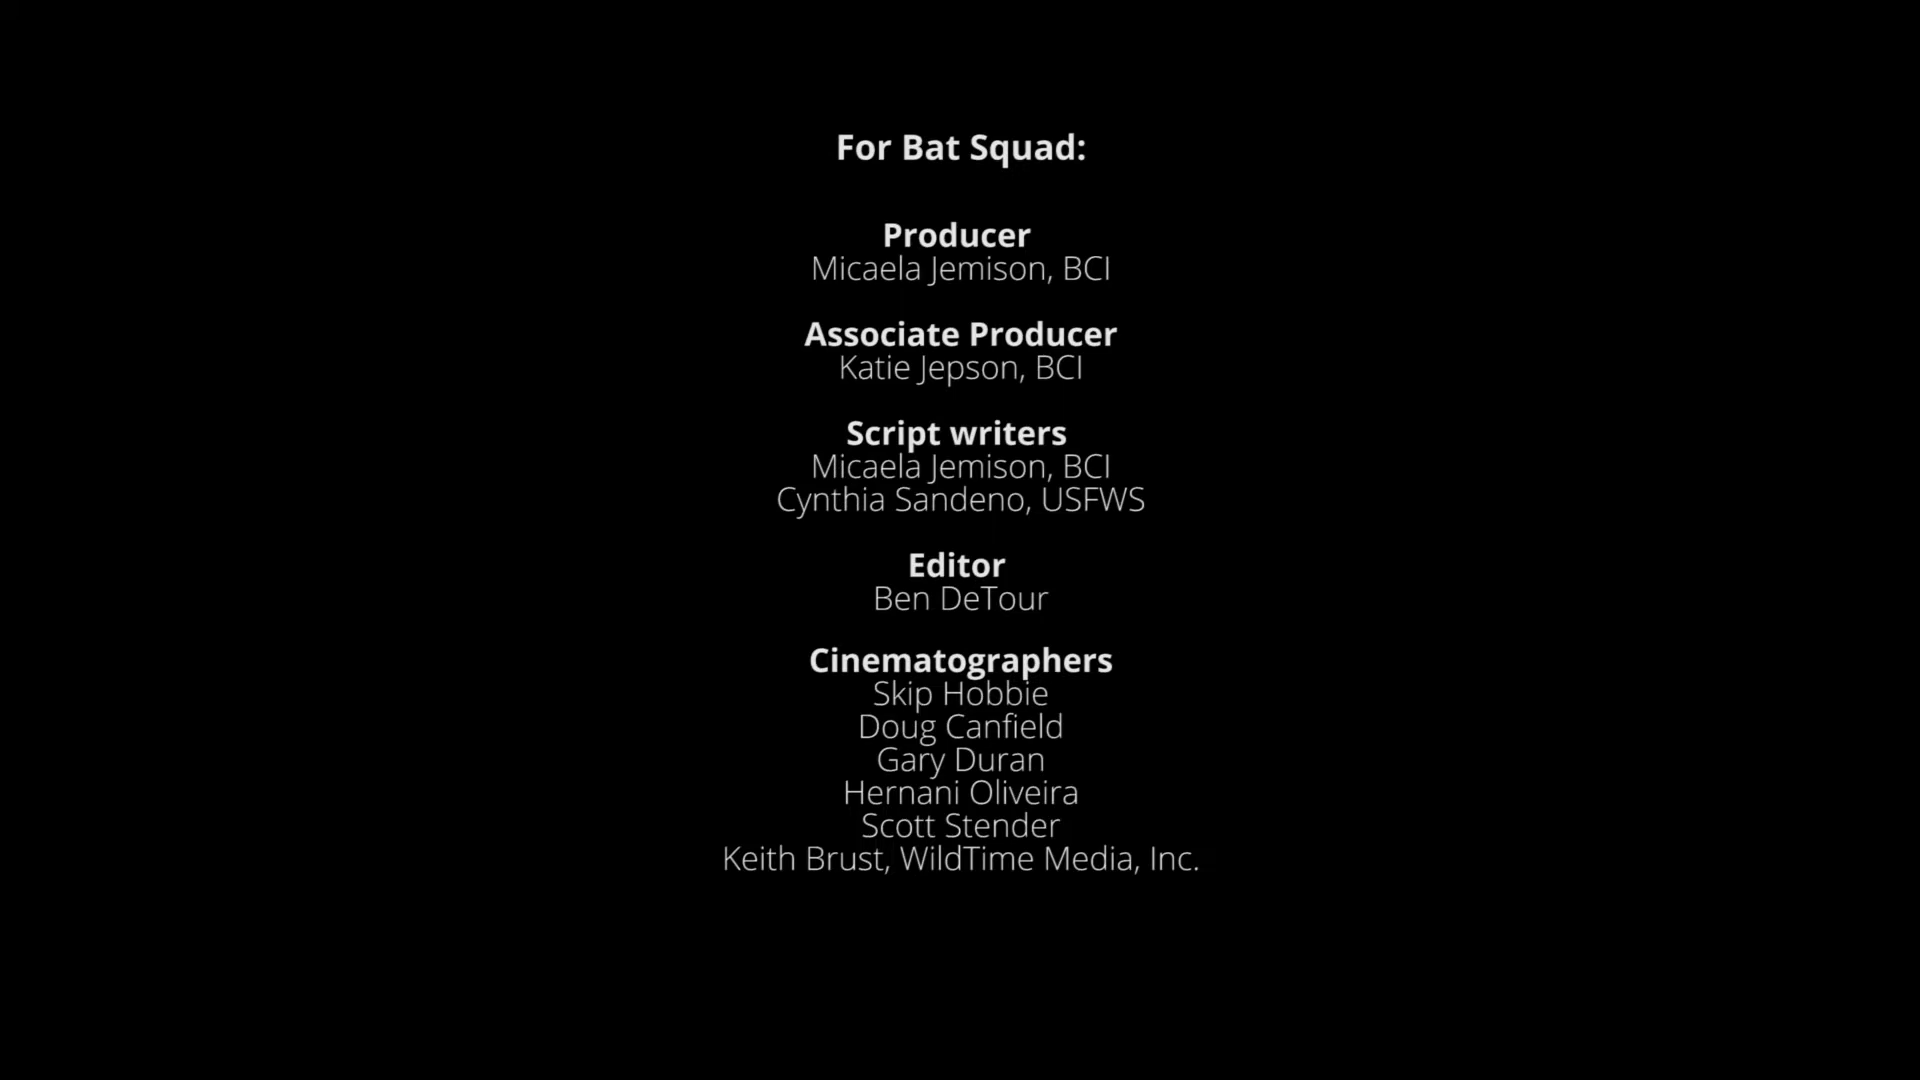 For Bat Squad:
Producer
Micaela Jemison, BCI
Associate Producer
Katie Jepson, BCI
Script writers
Micaela Jemison, BCI
Cynthia Sandeno, USFWS
Editor
Ben DeTour
Cinematographers
Skip Hobbie
Doug Canfield
Gary Duran
Hernani Oliveira
Scott Stender
Keith Brust, WildTime Media, Inc.